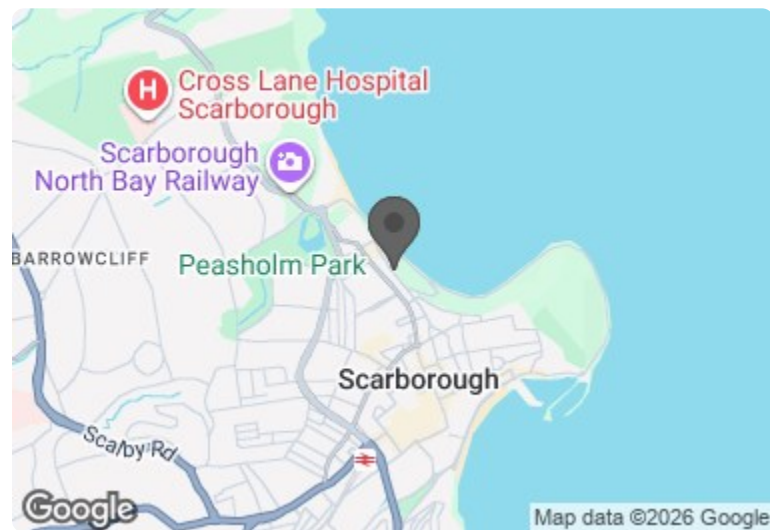 H
Cross Lane Hospital
Scarborough
Scarborough
North Bay Railway
BARROWCLIFF
Peasholm Park
Scarborough
Scalby Rd
Google
Map data ©2026 Google